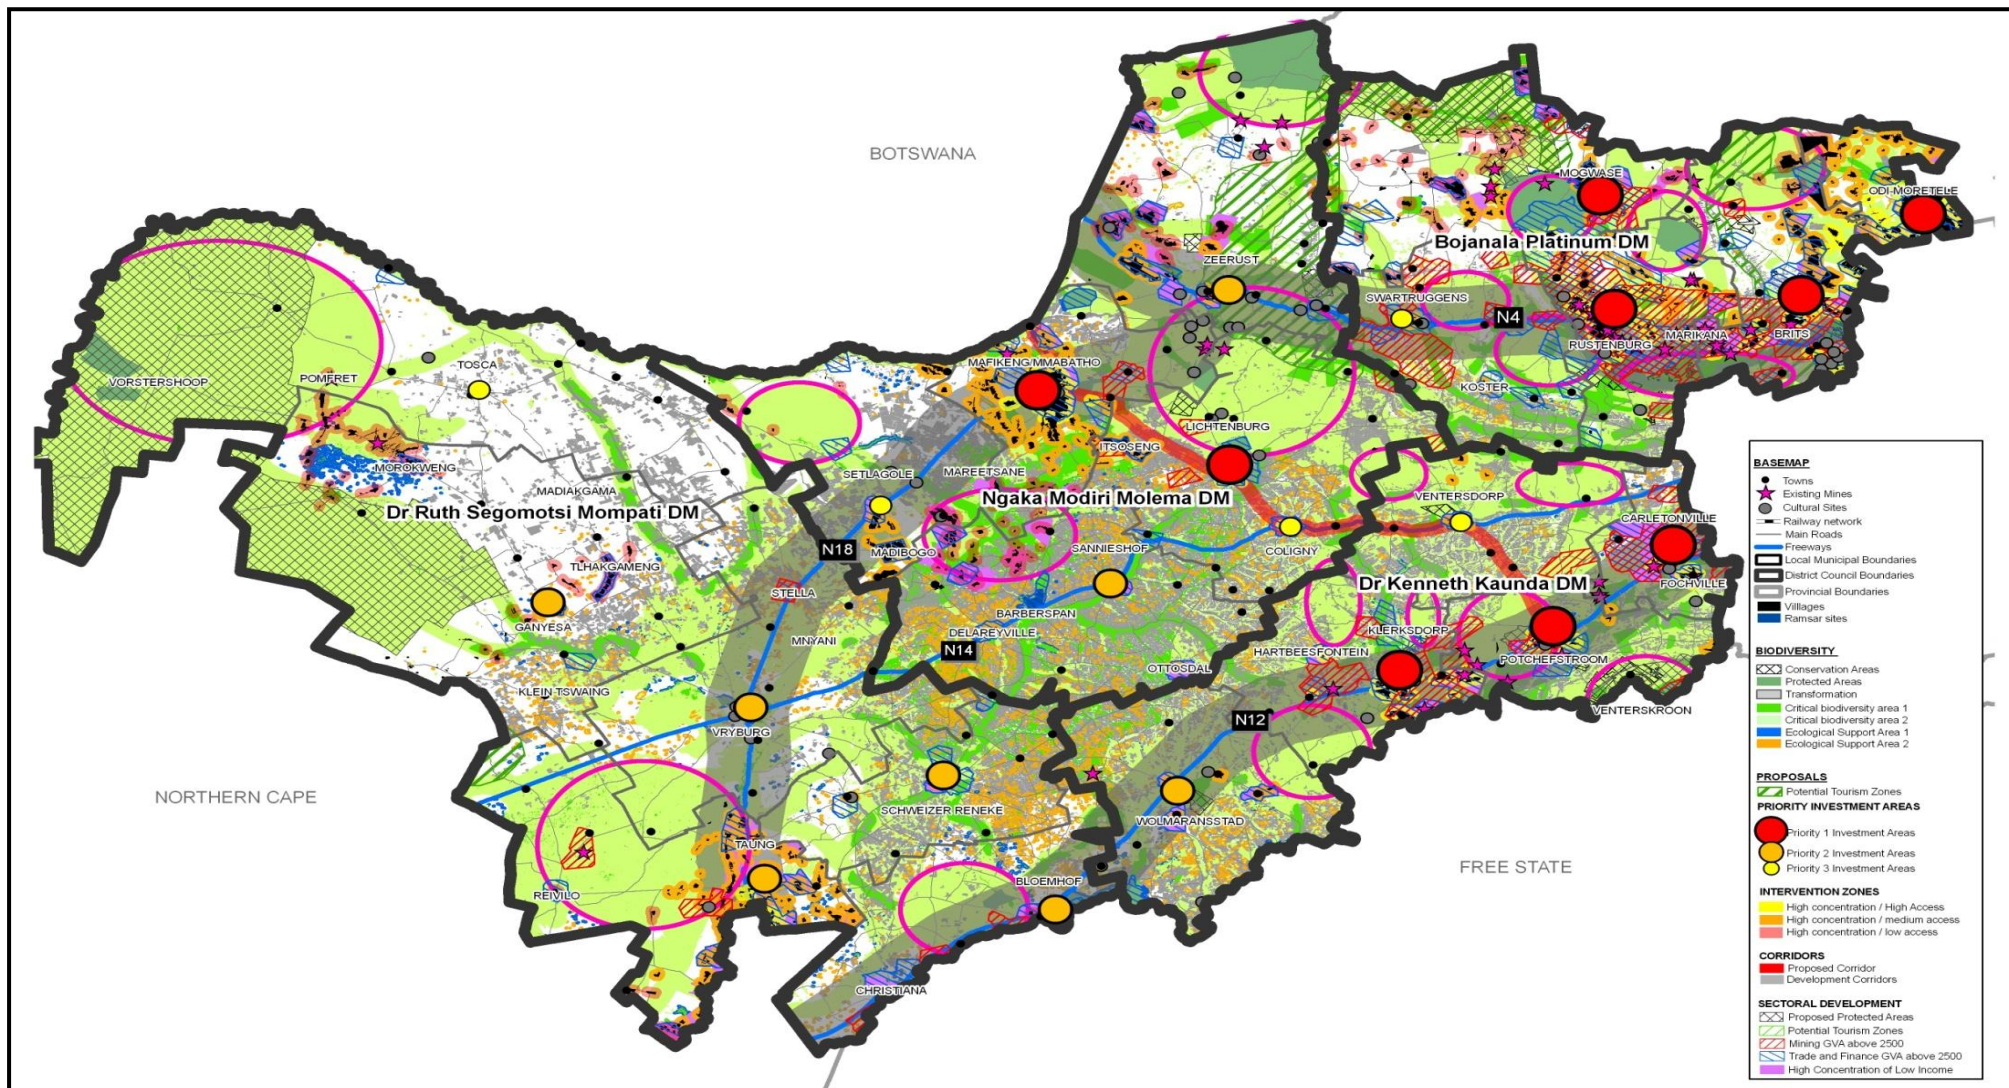 BOTSWANA
MOGWASE
ODI-MORETELE
Bojanala Platinum DM
ZEERUST
SWARTRUGGENS
N4
MARIKANA
BRITS
RUSTENBURG
MAFIKENG/MMABATHO
TOSCA
POMFRET
VORSTERSHOOP
KOSTER
LICHTENBURG
ITSOSENG
MOROKWENG
SETLAGOLE
MAREETSANE
MADIAKGAMA
Ngaka Modiri Molema DM
VENTERSDORP
Dr Ruth Segomotsi Mompati DM
CARLETONVILLE
N18
MADIBOGO
SANNIESHOF
COLIGNY
TLHAKGAMENG
Dr Kenneth Kaunda DM
FOCHVILLE
STELLA
GANYESA
BARBERSPAN
MNYANI
DELAREYVILLE
KLERKSDORP
N14
HARTBEESFONTEIN
POTCHEFSTROOM
OTTOSDAL
KLEIN TSWAING
VENTERSKROON
N12
VRYBURG
NORTHERN CAPE
SCHWEIZER RENEKE
WOLMARANSSTAD
TAUNG
FREE STATE
BLOEMHOF
REIVILO
CHRISTIANA
BASEMAP
Towns
Existing Mines
Cultural Sites
Railway network
Main Roads
Freeways
Local Municipal Boundaries
District Council Boundaries
Provincial Boundaries
Villlages
Ramsar sites
BIODIVERSITY
Conservation Areas
Protected Areas
Transformation
Critical biodiversity area 1
Critical biodiversity area 2
Ecological Support Area 1
Ecological Support Area 2
PROPOSALS
Potential Tourism Zones
PRIORITY INVESTMENT AREAS
Priority 1 Investment Areas
Priority 2 Investment Areas
Priority 3 Investment Areas
INTERVENTION ZONES
High concentration / High Access
High concentration / medium access
High concentration / low access
CORRIDORS
Proposed Corridor
Development Corridors
SECTORAL DEVELOPMENT
Proposed Protected Areas
Potential Tourism Zones
Mining GVA above 2500
Trade and Finance GVA above 2500
High Concentration of Low Income